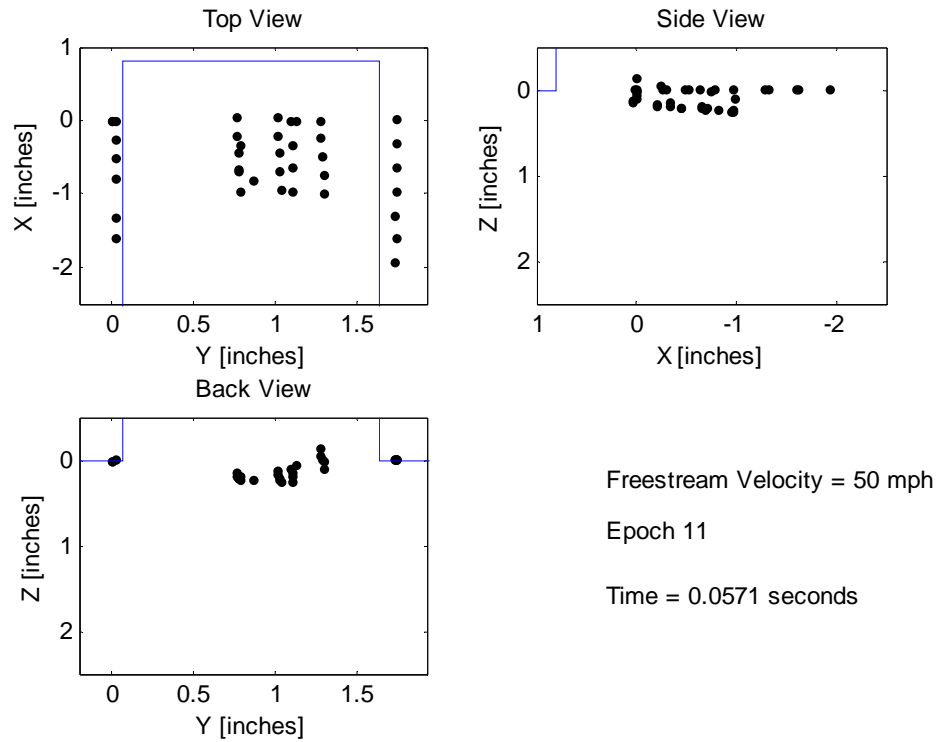 Top View
1
0
-1
-2
X [inches]
0 0.5 1 1.5
Y [inches]
Side View
0
1
2
Z [inches]
1 0 -1 -2
X [inches]
Back View
0
1
2
Z [inches]
0 0.5 1 1.5
Y [inches]
Freestream Velocity = 50 mph
Epoch 11
Time = 0.0571 seconds